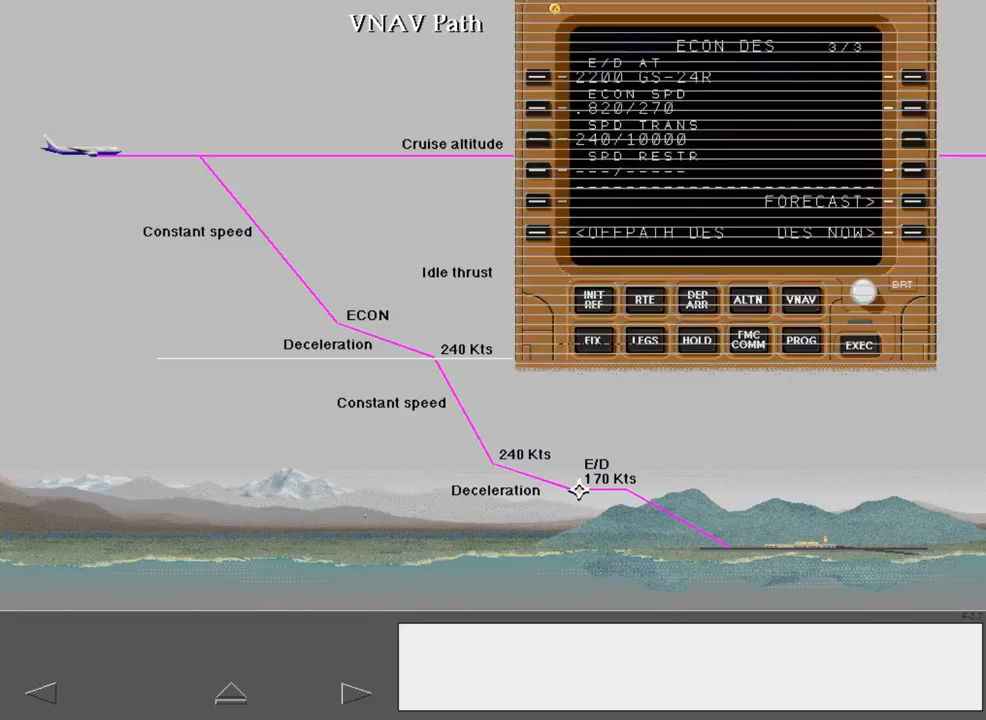 VNAV Path
ECON DES 3/3
E/D AT
2200 GS-24R
ECON SPD
.820/270
SPD TRANS
240/10000
SPD RESTR
---/-----
FORECAST>
<OFFPATH DES DES NOW>
BRT
INIT REF
RTE
DEP ARR
ALTN
VNAV
FIX
LEGS
HOLD
FMC COMM
PROG
EXEC
Cruise altitude
Constant speed
Idle thrust
ECON
Deceleration
240 Kts
Constant speed
240 Kts
E/D
170 Kts
Deceleration